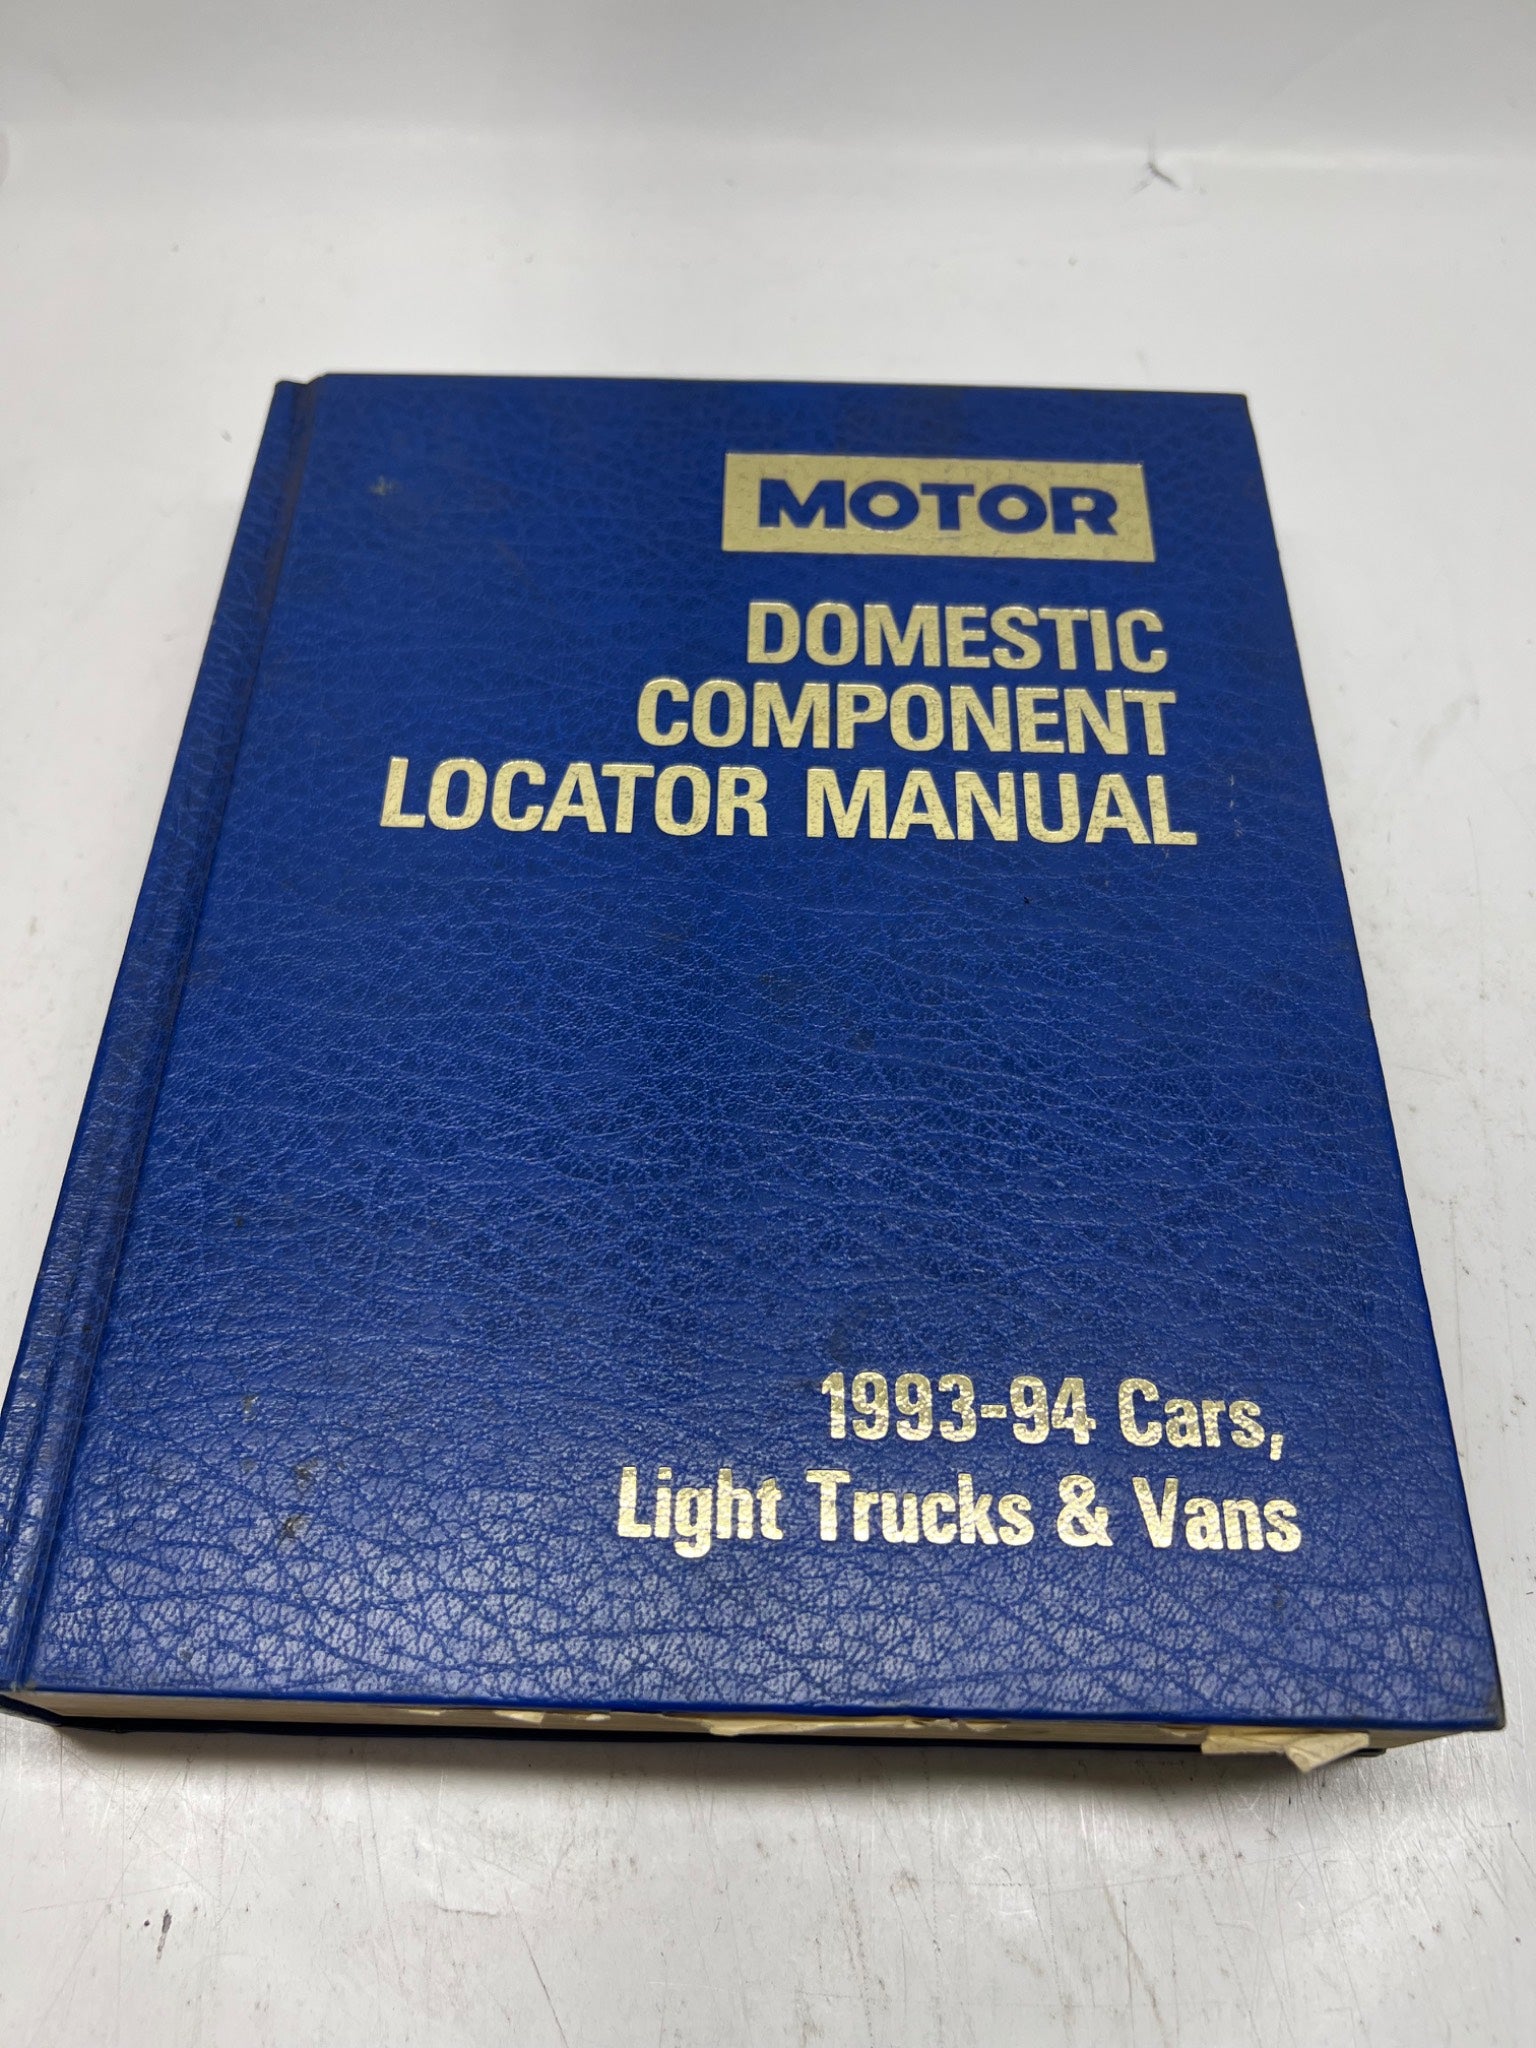 MOTOR
DOMESTIC
COMPONENT
LOCATOR MANUAL
1993-94 Cars,
Light Trucks & Vans